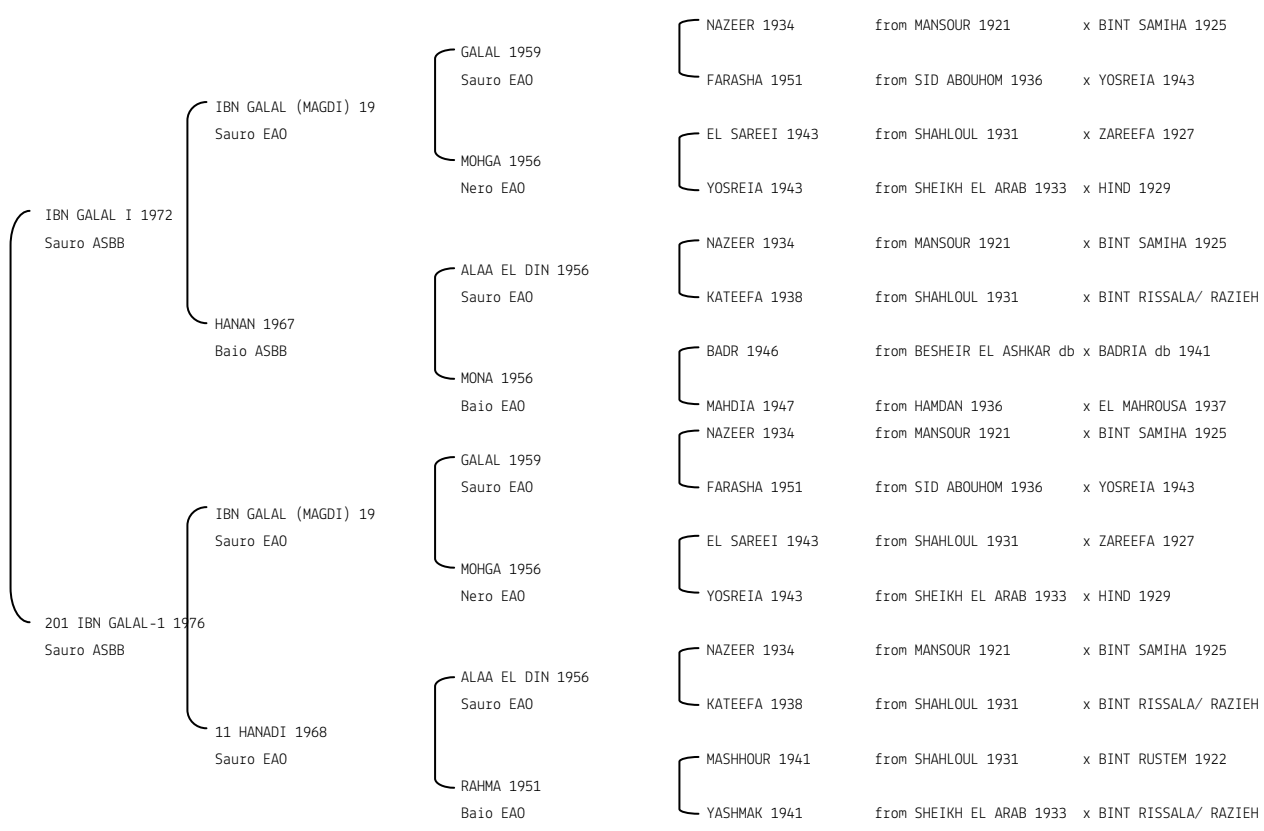 NAZEER 1934 from MANSOUR 1921 x BINT SAMIHA 1925
GALAL 1959
Sauro EAO FARASHA 1951 from SID ABOUHOM 1936 x YOSREIA 1943
IBN GALAL (MAGDI) 19
Sauro EAO EL SAREEI 1943 from SHAHLOUL 1931 x ZAREEFA 1927
MOHGA 1956
Nero EAO YOSREIA 1943 from SHEIKH EL ARAB 1933 x HIND 1929
IBN GALAL I 1972
Sauro ASBB NAZEER 1934 from MANSOUR 1921 x BINT SAMIHA 1925
ALAA EL DIN 1956
Sauro EAO KATEEFA 1938 from SHAHLOUL 1931 x BINT RISSALA/ RAZIEH
HANAN 1967
Baio ASBB BADR 1946 from BESHEIR EL ASHKAR db x BADRIA db 1941
MONA 1956
Baio EAO MAHDIA 1947 from HAMDAN 1936 x EL MAHROUSA 1937
NAZEER 1934 from MANSOUR 1921 x BINT SAMIHA 1925
GALAL 1959
Sauro EAO FARASHA 1951 from SID ABOUHOM 1936 x YOSREIA 1943
IBN GALAL (MAGDI) 19
Sauro EAO EL SAREEI 1943 from SHAHLOUL 1931 x ZAREEFA 1927
MOHGA 1956
Nero EAO YOSREIA 1943 from SHEIKH EL ARAB 1933 x HIND 1929
201 IBN GALAL-1 1976
Sauro ASBB NAZEER 1934 from MANSOUR 1921 x BINT SAMIHA 1925
ALAA EL DIN 1956
Sauro EAO KATEEFA 1938 from SHAHLOUL 1931 x BINT RISSALA/ RAZIEH
11 HANADI 1968
Sauro EAO MASHHOUR 1941 from SHAHLOUL 1931 x BINT RUSTEM 1922
RAHMA 1951
Baio EAO YASHMAK 1941 from SHEIKH EL ARAB 1933 x BINT RISSALA/ RAZIEH